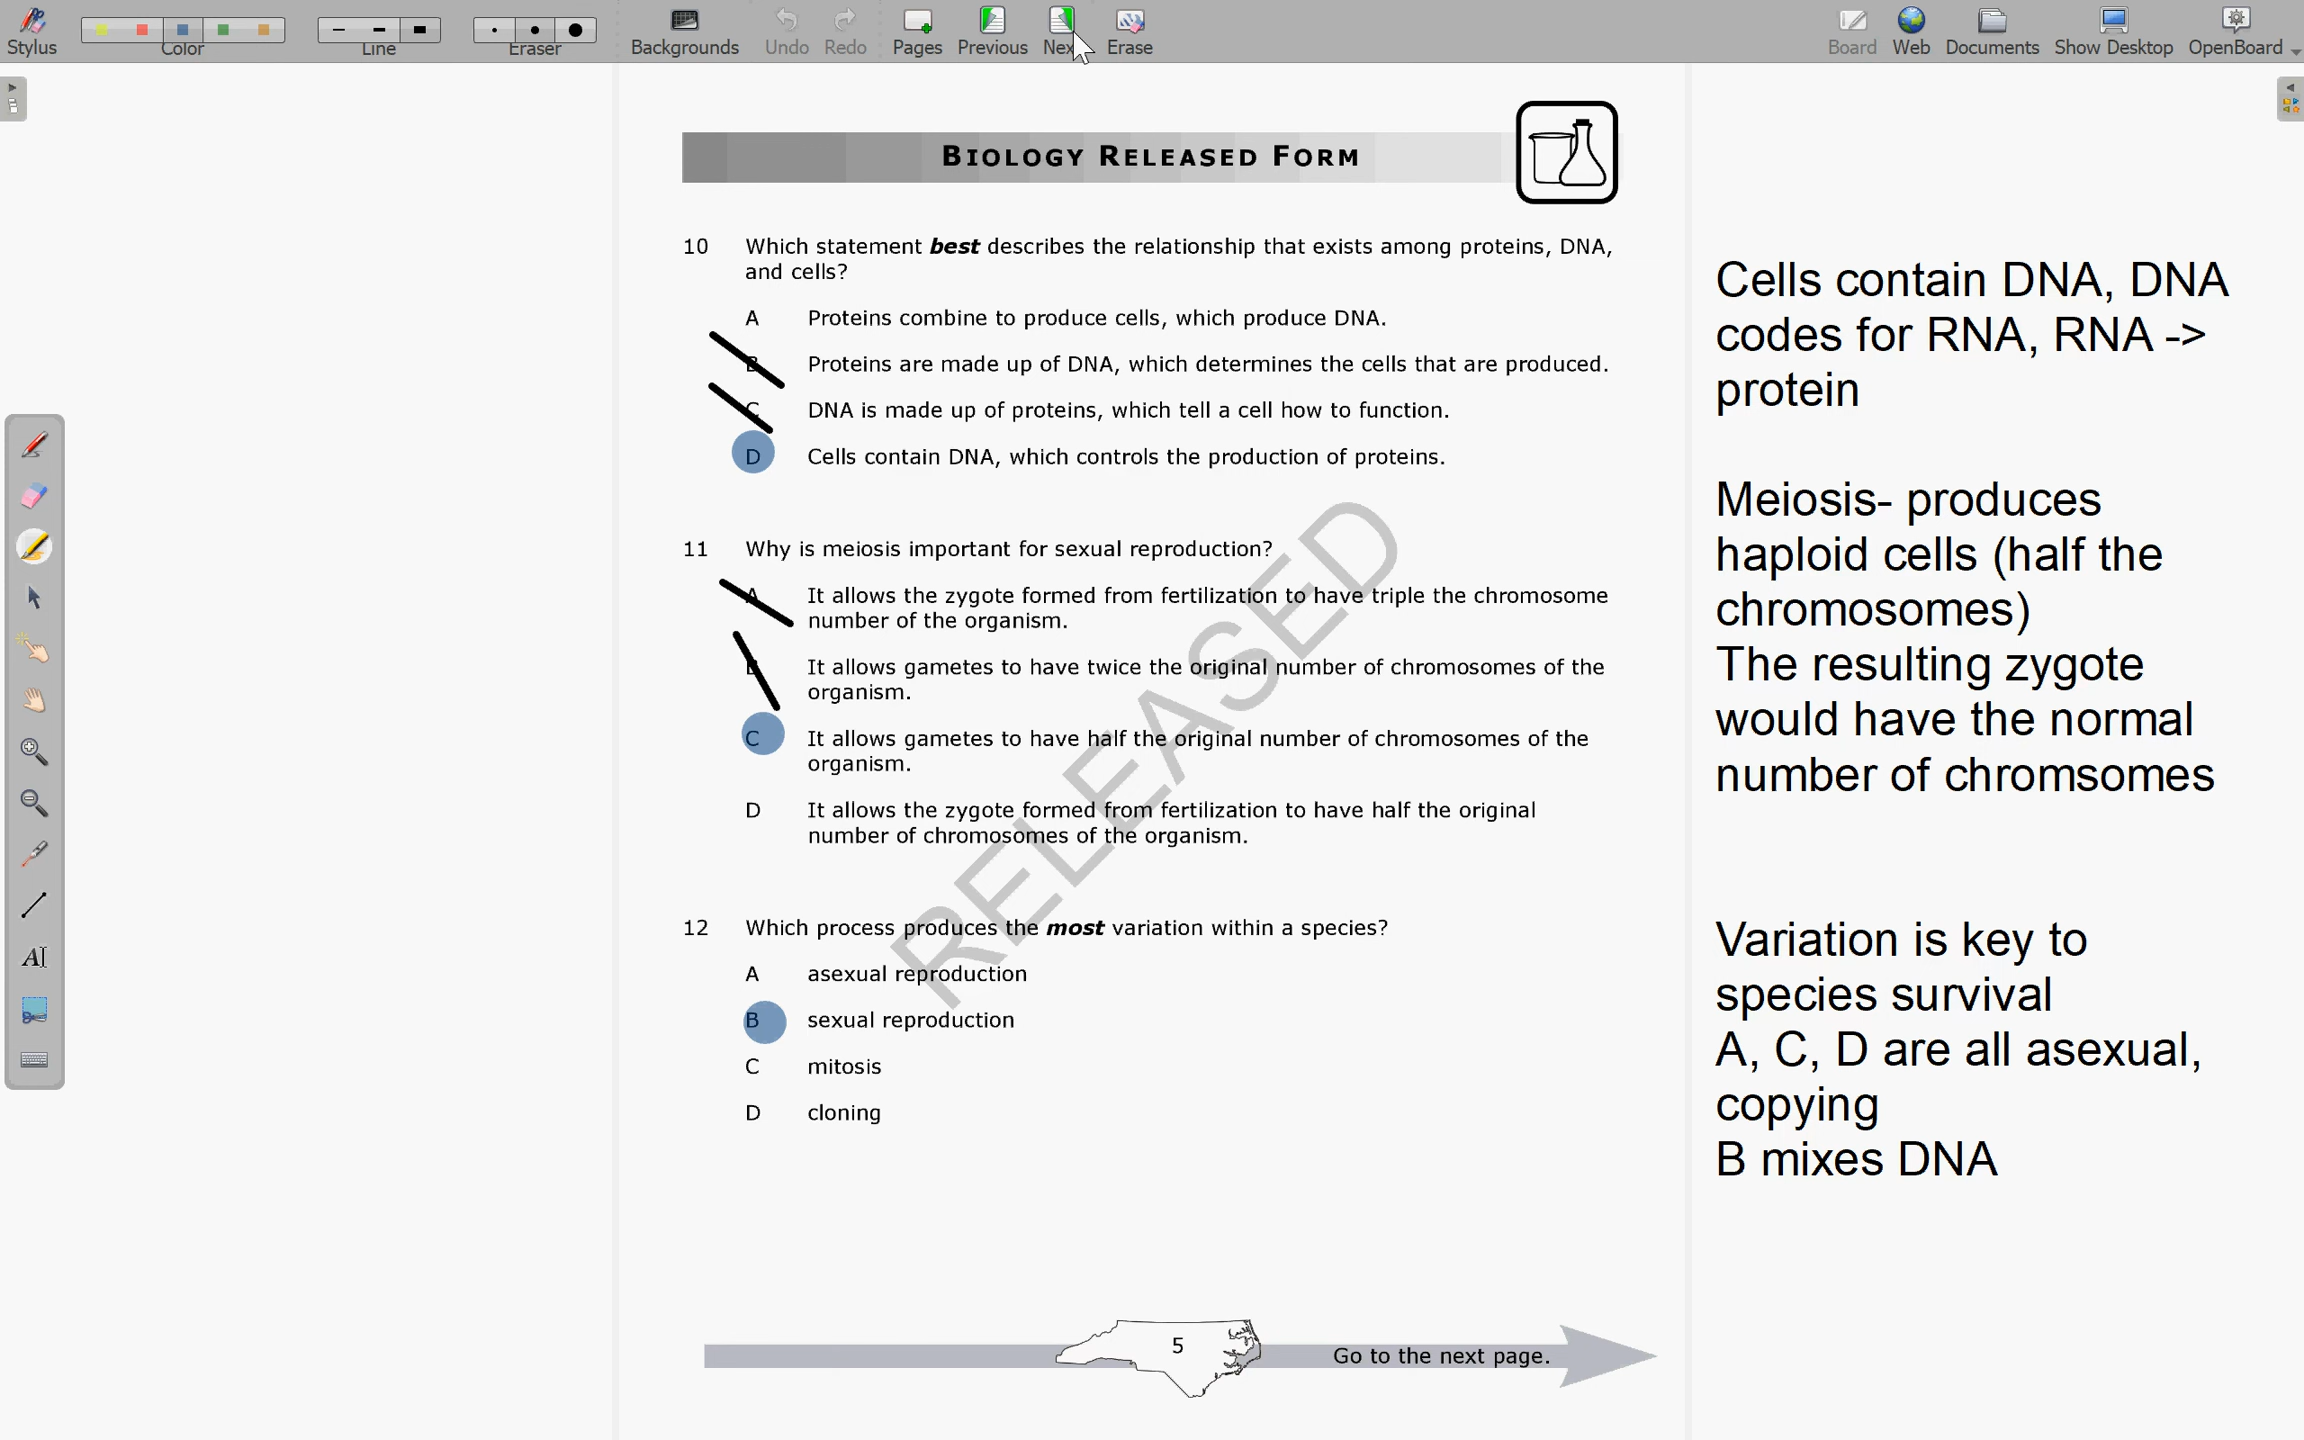 Stylus
Color
Line
Eraser
Backgrounds
Undo
Redo
Pages
Previous
Erase
Board
Web
Documents
Show Desktop
OpenBoard
BIOLOGY RELEASED FORM
10 Which statement best describes the relationship that exists among proteins, DNA,
and cells?
A Proteins combine to produce cells, which produce DNA.
B Proteins are made up of DNA, which determines the cells that are produced.
C DNA is made up of proteins, which tell a cell how to function.
D Cells contain DNA, which controls the production of proteins.
11 Why is meiosis important for sexual reproduction?
A It allows the zygote formed from fertilization to have triple the chromosome
number of the organism.
B It allows gametes to have twice the original number of chromosomes of the
organism.
C It allows gametes to have half the original number of chromosomes of the
organism.
D It allows the zygote formed from fertilization to have half the original
number of chromosomes of the organism.
12 Which process produces the most variation within a species?
A asexual reproduction
B sexual reproduction
C mitosis
D cloning
RELEASED
5
Go to the next page.
Cells contain DNA, DNA
codes for RNA, RNA ->
protein
Meiosis- produces
haploid cells (half the
chromosomes)
The resulting zygote
would have the normal
number of chromsomes
Variation is key to
species survival
A, C, D are all asexual,
copying
B mixes DNA